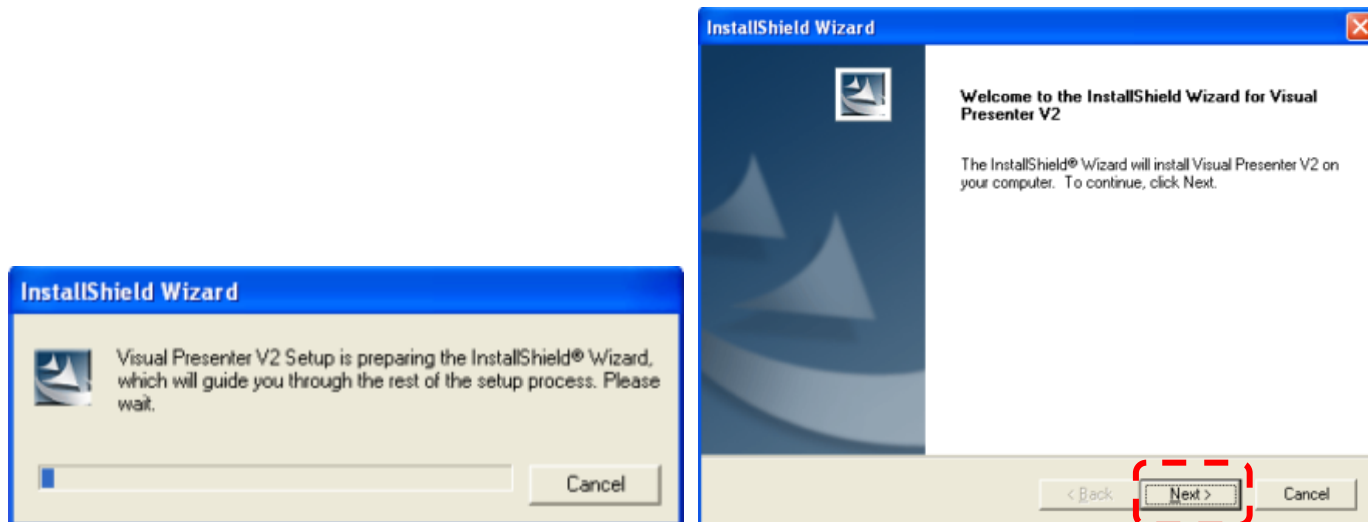 InstallShield Wizard
Visual Presenter V2 Setup is preparing the InstallShield® Wizard,
which will guide you through the rest of the setup process. Please
wait.
Cancel
InstallShield Wizard
Welcome to the InstallShield Wizard for Visual
Presenter V2
The InstallShield® Wizard will install Visual Presenter V2 on
your computer. To continue, click Next.
< Back Next > Cancel